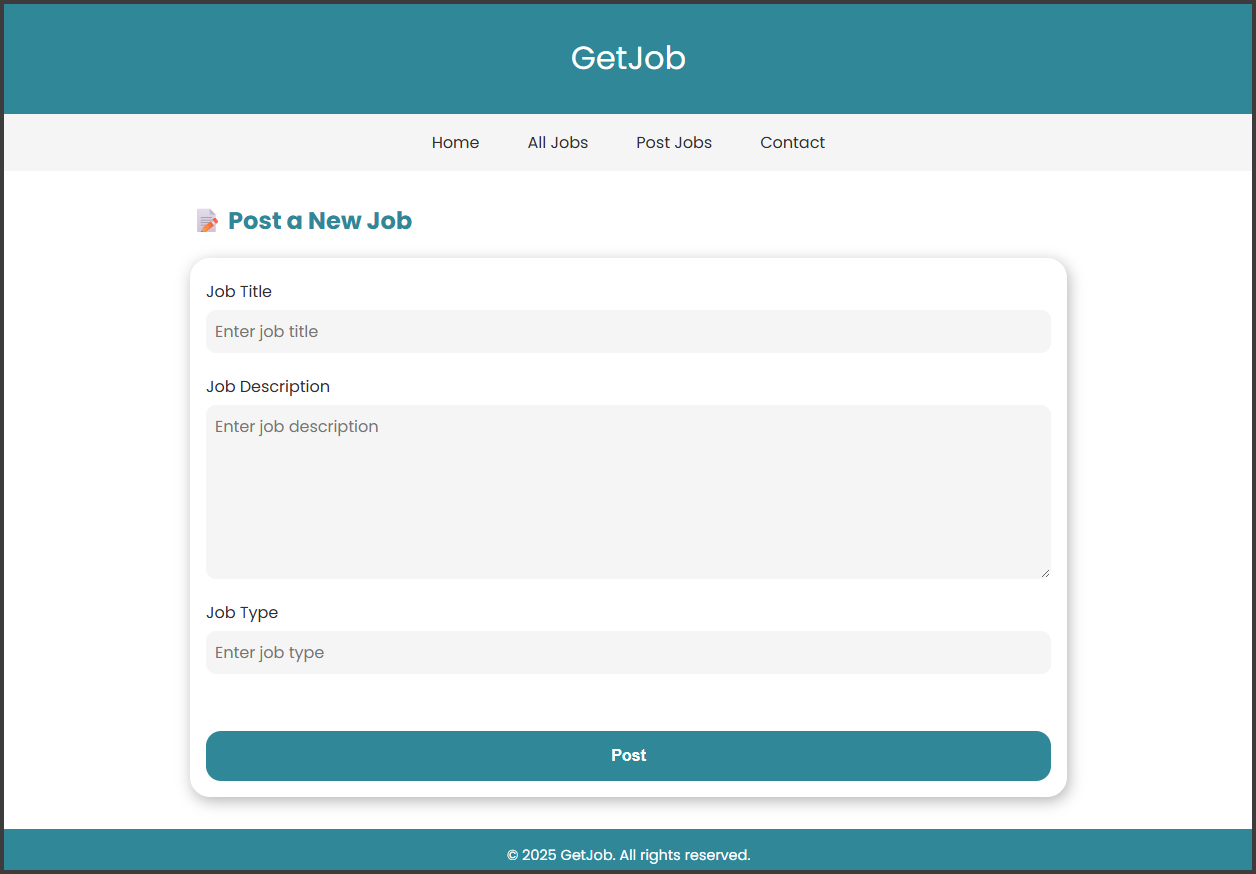 GetJob
Home All Jobs Post Jobs Contact
📝 Post a New Job
Job Title
Enter job title
Job Description
Enter job description
Job Type
Enter job type
Post
© 2025 GetJob. All rights reserved.